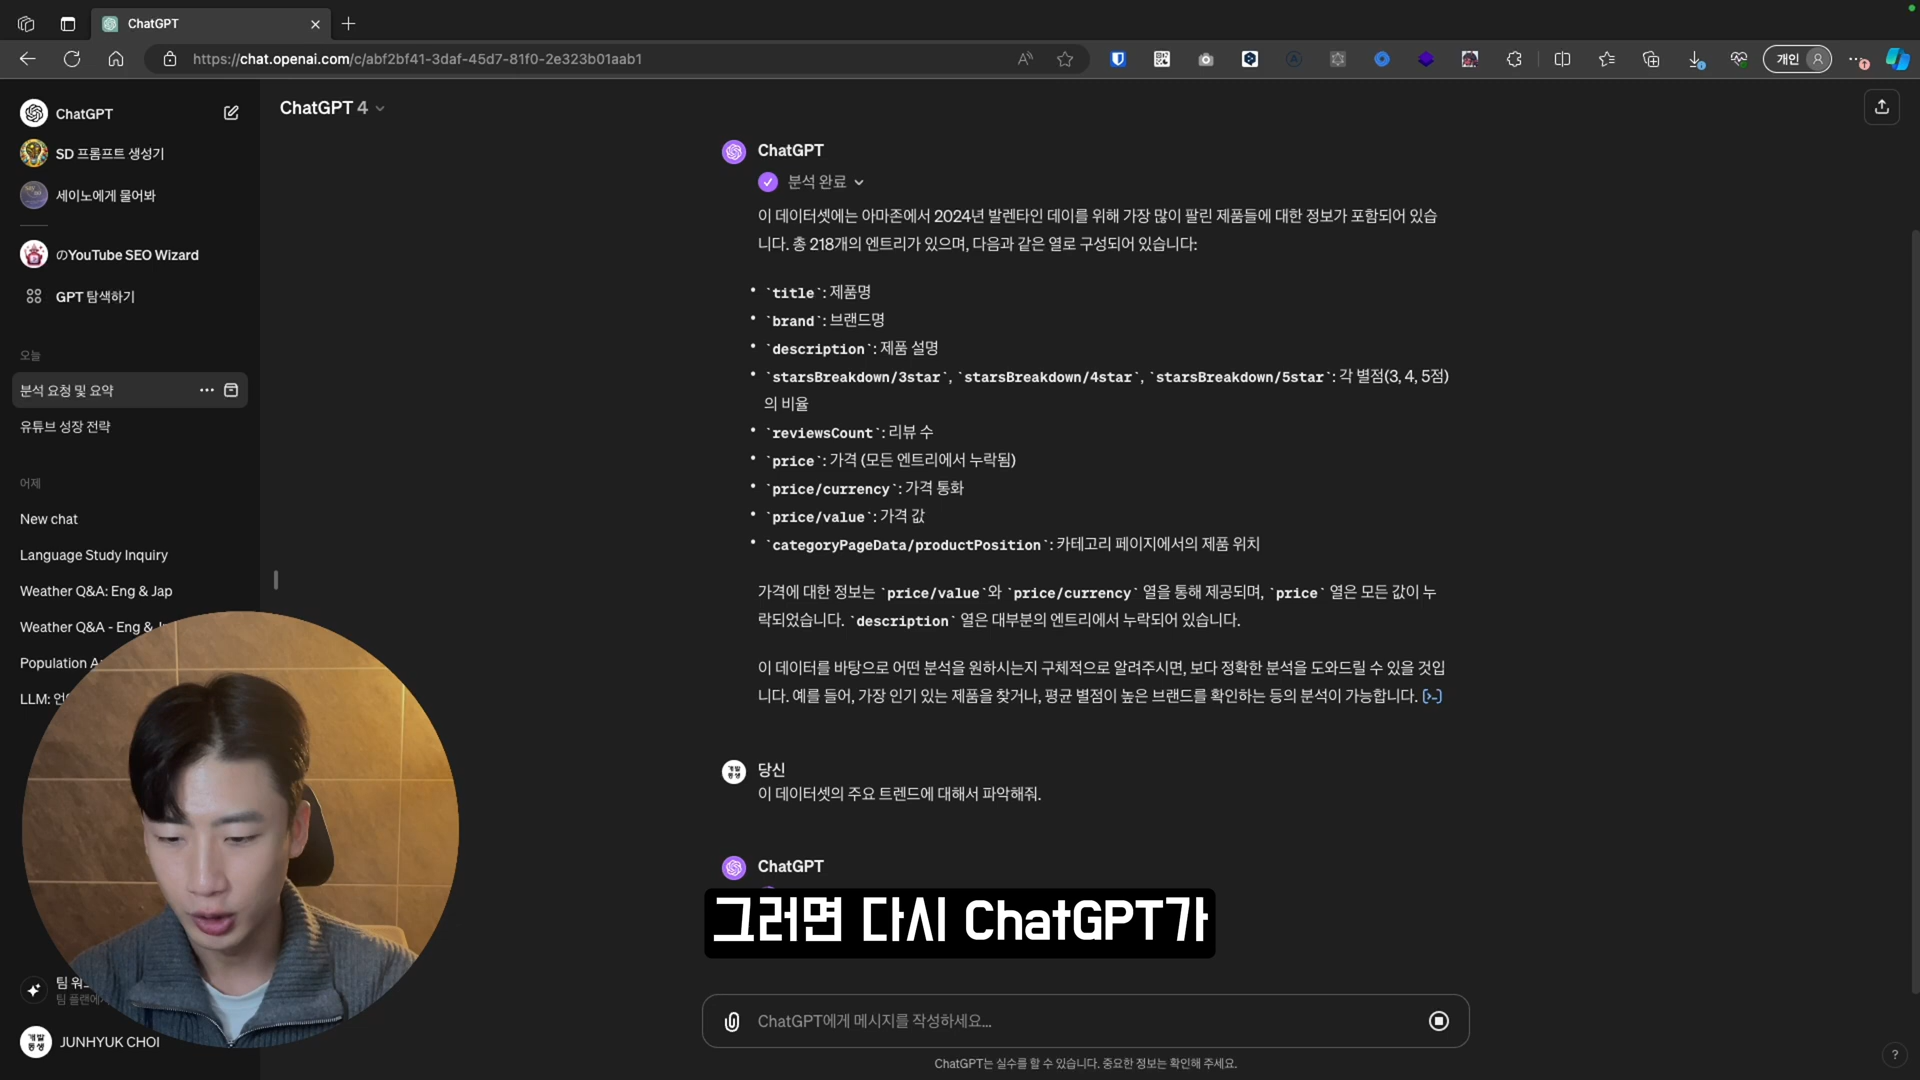 ChatGPT
https://chat.openai.com/c/abf2bf41-3daf-45d7-81f0-2e323b01aab1
개인
ChatGPT
SD 프롬프트 생성기
세이노에게 물어봐
のYouTube SEO Wizard
GPT 탐색하기
오늘
분석 요청 및 요약
유튜브 성장 전략
어제
New chat
Language Study Inquiry
Weather Q&A: Eng & Jap
Weather Q&A - Eng &
Population
LLM:
팀
팀 플랜에
개발
동생
JUNHYUK CHOI
ChatGPT 4
ChatGPT
분석 완료
이 데이터셋에는 아마존에서 2024년 발렌타인 데이를 위해 가장 많이 팔린 제품들에 대한 정보가 포함되어 있습
니다. 총 218개의 엔트리가 있으며, 다음과 같은 열로 구성되어 있습니다:
• `title`: 제품명
• `brand`: 브랜드명
• `description`: 제품 설명
• `starsBreakdown/3star`, `starsBreakdown/4star`, `starsBreakdown/5star`: 각 별점(3, 4, 5점)
의 비율
• `reviewsCount`: 리뷰 수
• `price`: 가격 (모든 엔트리에서 누락됨)
• `price/currency`: 가격 통화
• `price/value`: 가격 값
• `categoryPageData/productPosition`: 카테고리 페이지에서의 제품 위치
가격에 대한 정보는 `price/value`와 `price/currency` 열을 통해 제공되며, `price` 열은 모든 값이 누
락되었습니다. `description` 열은 대부분의 엔트리에서 누락되어 있습니다.
이 데이터를 바탕으로 어떤 분석을 원하시는지 구체적으로 알려주시면, 보다 정확한 분석을 도와드릴 수 있을 것입
니다. 예를 들어, 가장 인기 있는 제품을 찾거나, 평균 별점이 높은 브랜드를 확인하는 등의 분석이 가능합니다. [>-]
개발
동생
당신
이 데이터셋의 주요 트렌드에 대해서 파악해줘.
ChatGPT
그러면 다시 ChatGPT가
ChatGPT에게 메시지를 작성하세요...
ChatGPT는 실수를 할 수 있습니다. 중요한 정보는 확인해 주세요.
?